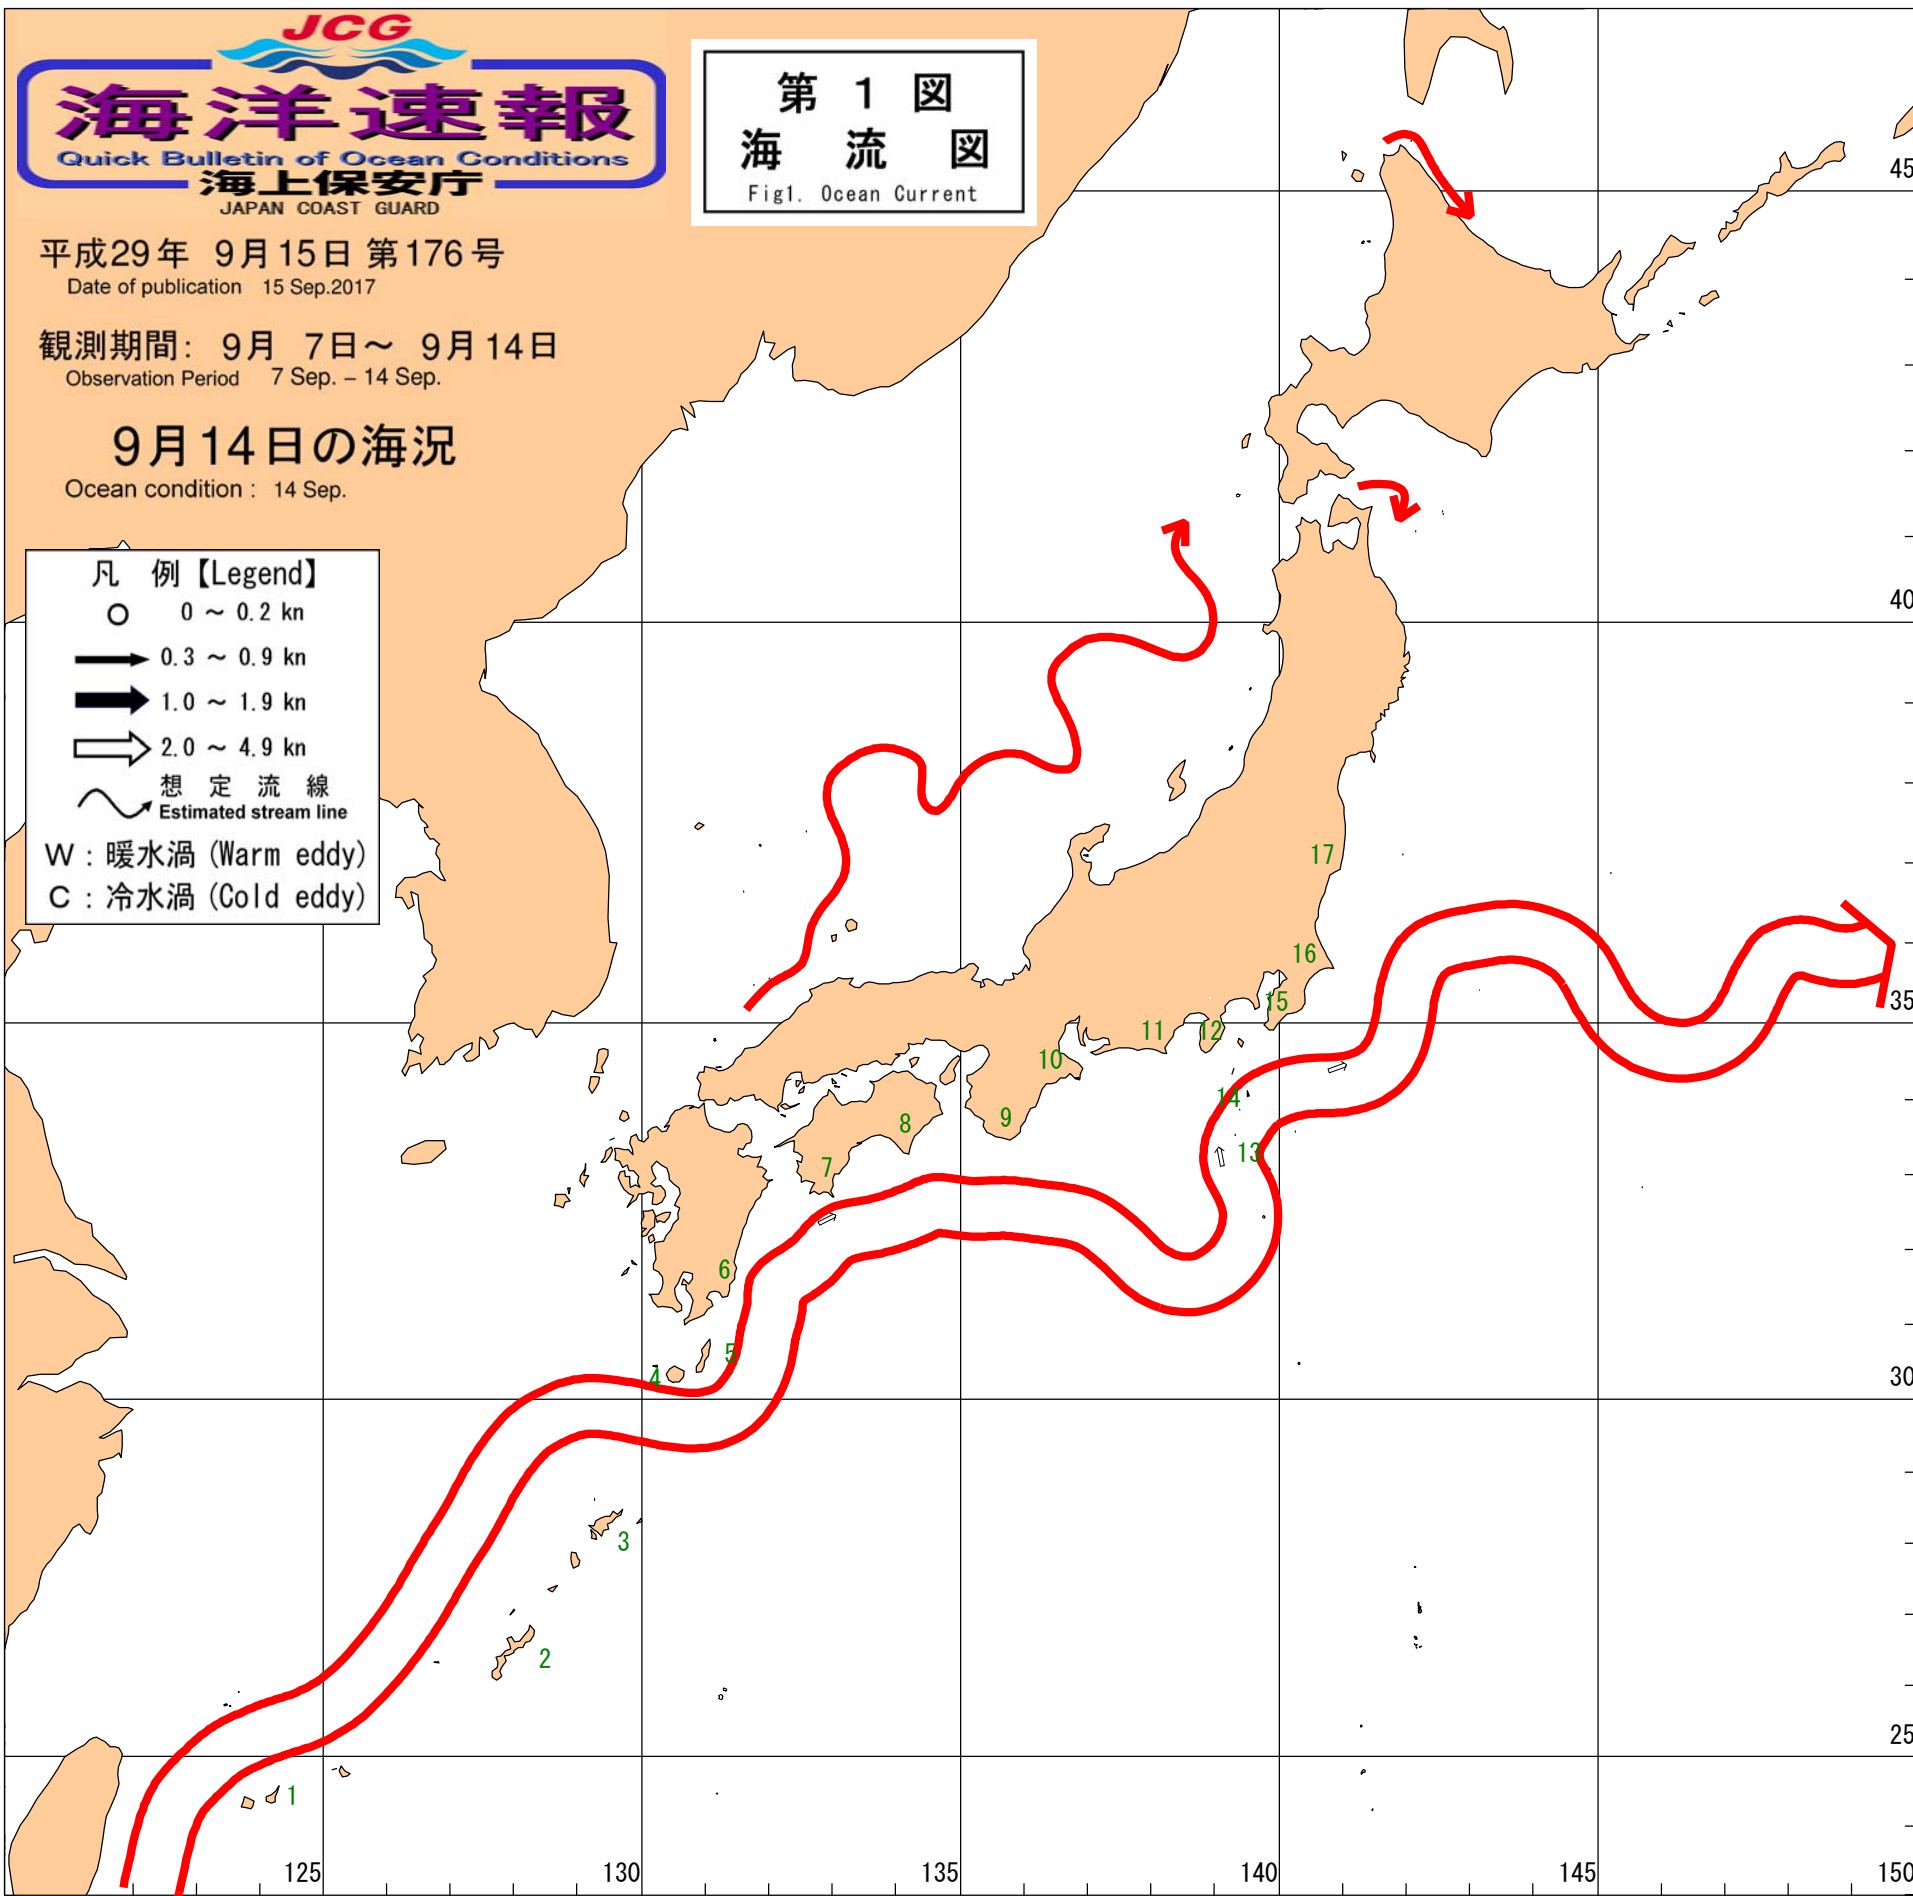 JCG
海洋速報
Quick Bulletin of Ocean Conditions
海上保安庁
JAPAN COAST GUARD
第 1 図
海 流 図
Fig1. Ocean Current
平成29年 9月15日 第176号
Date of publication 15 Sep.2017
観測期間: 9月 7日～ 9月14日
Observation Period 7 Sep. – 14 Sep.
9月14日の海況
Ocean condition : 14 Sep.
凡 例【Legend】
0 ～ 0.2 kn
0.3 ～ 0.9 kn
1.0 ～ 1.9 kn
2.0 ～ 4.9 kn
想 定 流 線
Estimated stream line
W : 暖水渦 (Warm eddy)
C : 冷水渦 (Cold eddy)
45
40
35
30
25
17
16
15
11
12
10
14
9
8
13
7
6
5
4
3
2
1
125
130
135
140
145
150